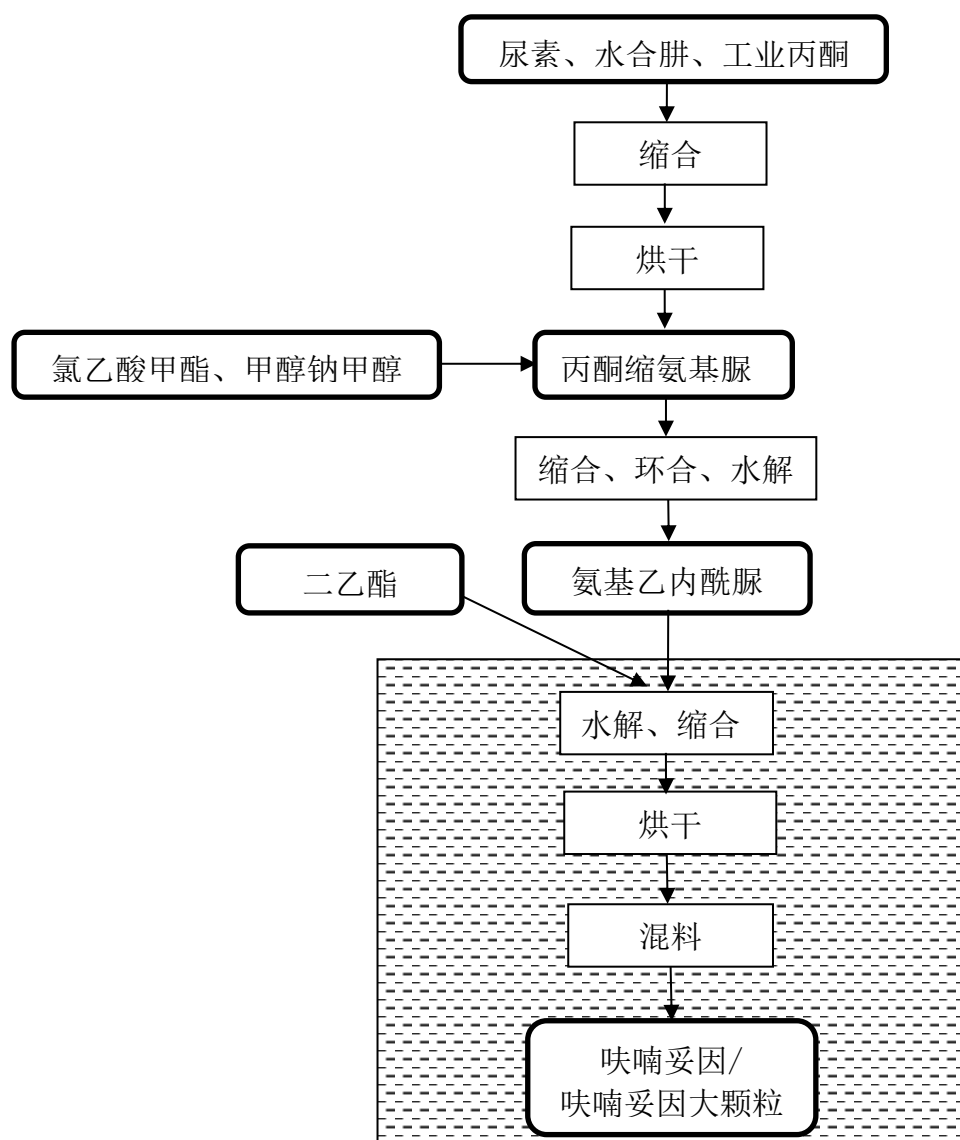 尿素、水合肼、工业丙酮
缩合
烘干
氯乙酸甲酯、甲醇钠甲醇
丙酮缩氨基脲
缩合、环合、水解
二乙酯
氨基乙内酰脲
水解、缩合
烘干
混料
呋喃妥因/
呋喃妥因大颗粒